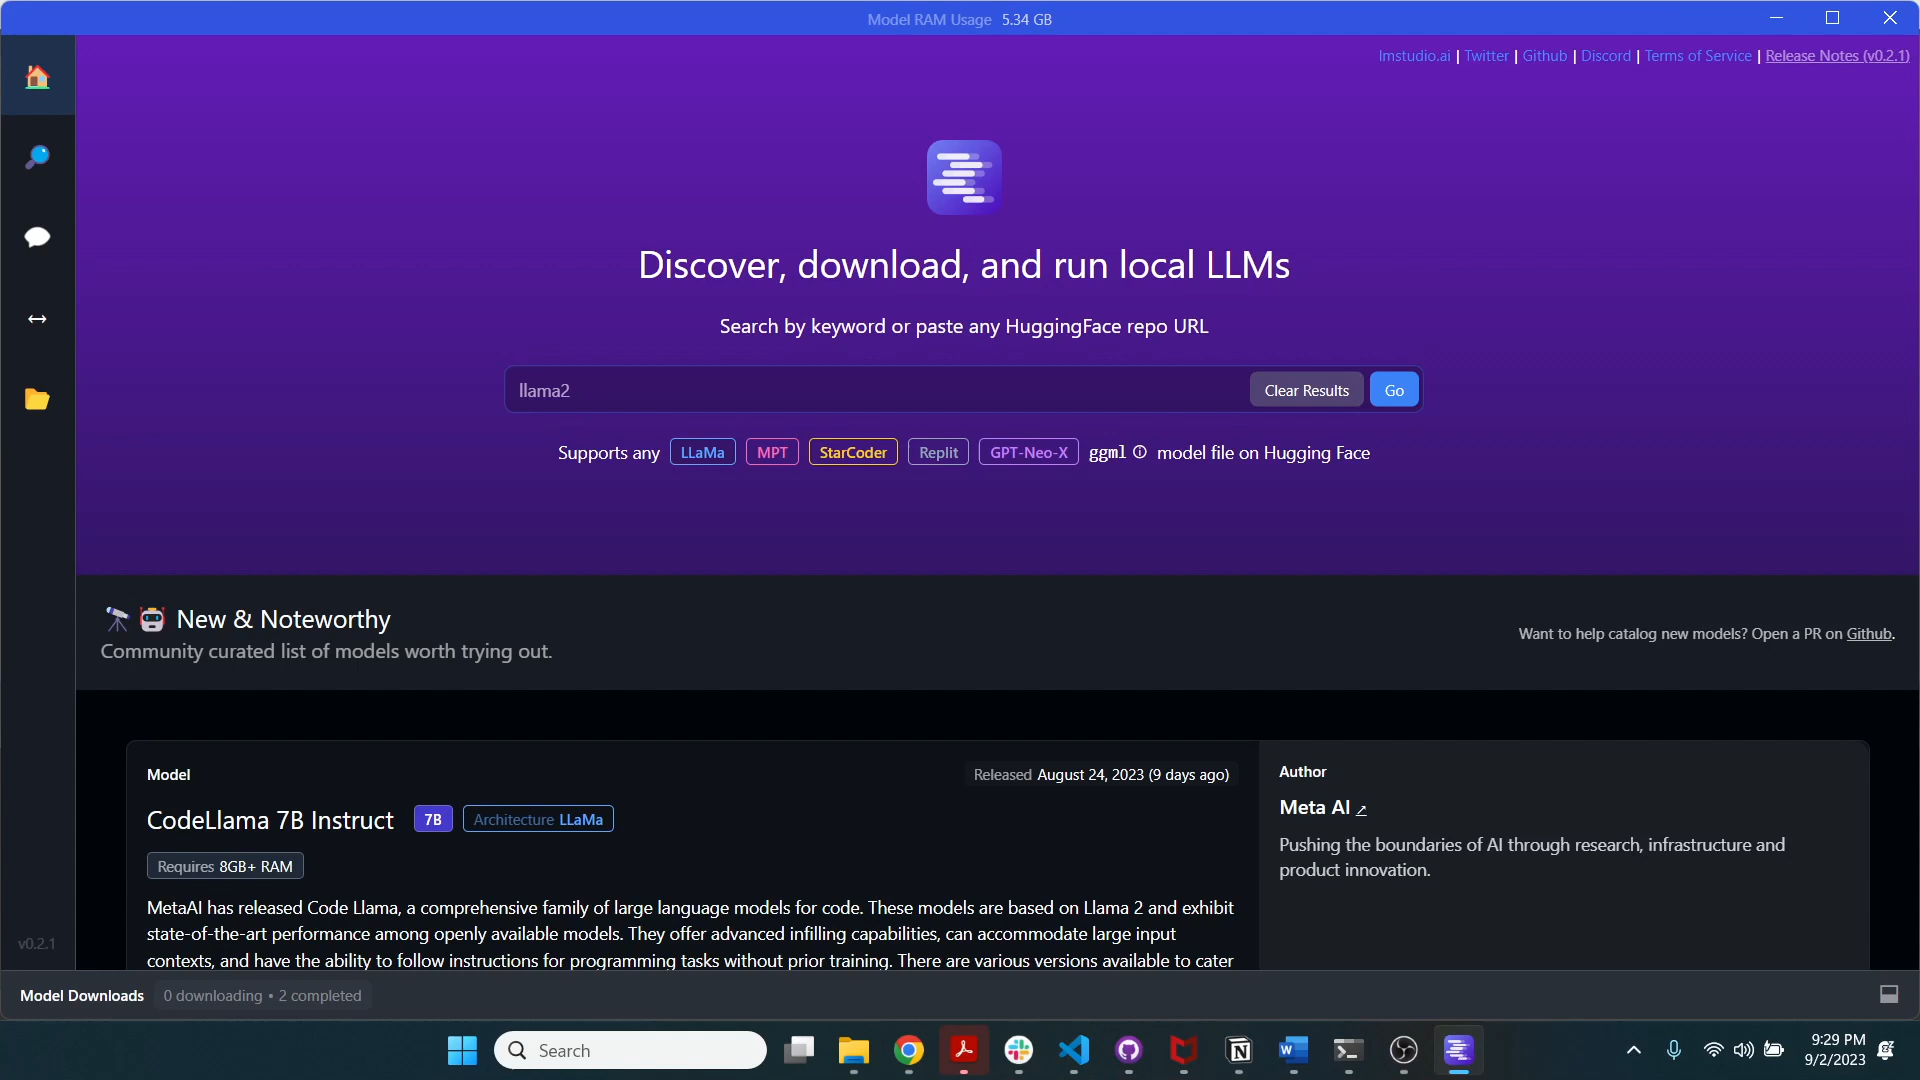 Model RAM Usage 5.34 GB
lmstudio.ai | Twitter | Github | Discord | Terms of Service | Release Notes (v0.2.1)
Discover, download, and run local LLMs
Search by keyword or paste any HuggingFace repo URL
llama2 Clear Results Go
Supports any LLaMa MPT StarCoder Replit GPT-Neo-X ggml model file on Hugging Face
New & Noteworthy
Community curated list of models worth trying out.
Want to help catalog new models? Open a PR on Github.
Model Released August 24, 2023 (9 days ago)
CodeLlama 7B Instruct 7B Architecture LLaMa
Requires 8GB+ RAM
MetaAI has released Code Llama, a comprehensive family of large language models for code. These models are based on Llama 2 and exhibit
state-of-the-art performance among openly available models. They offer advanced infilling capabilities, can accommodate large input
contexts, and have the ability to follow instructions for programming tasks without prior training. There are various versions available to cater
Author
Meta AI
Pushing the boundaries of AI through research, infrastructure and
product innovation.
v0.2.1
Model Downloads 0 downloading • 2 completed
Search
9:29 PM
9/2/2023